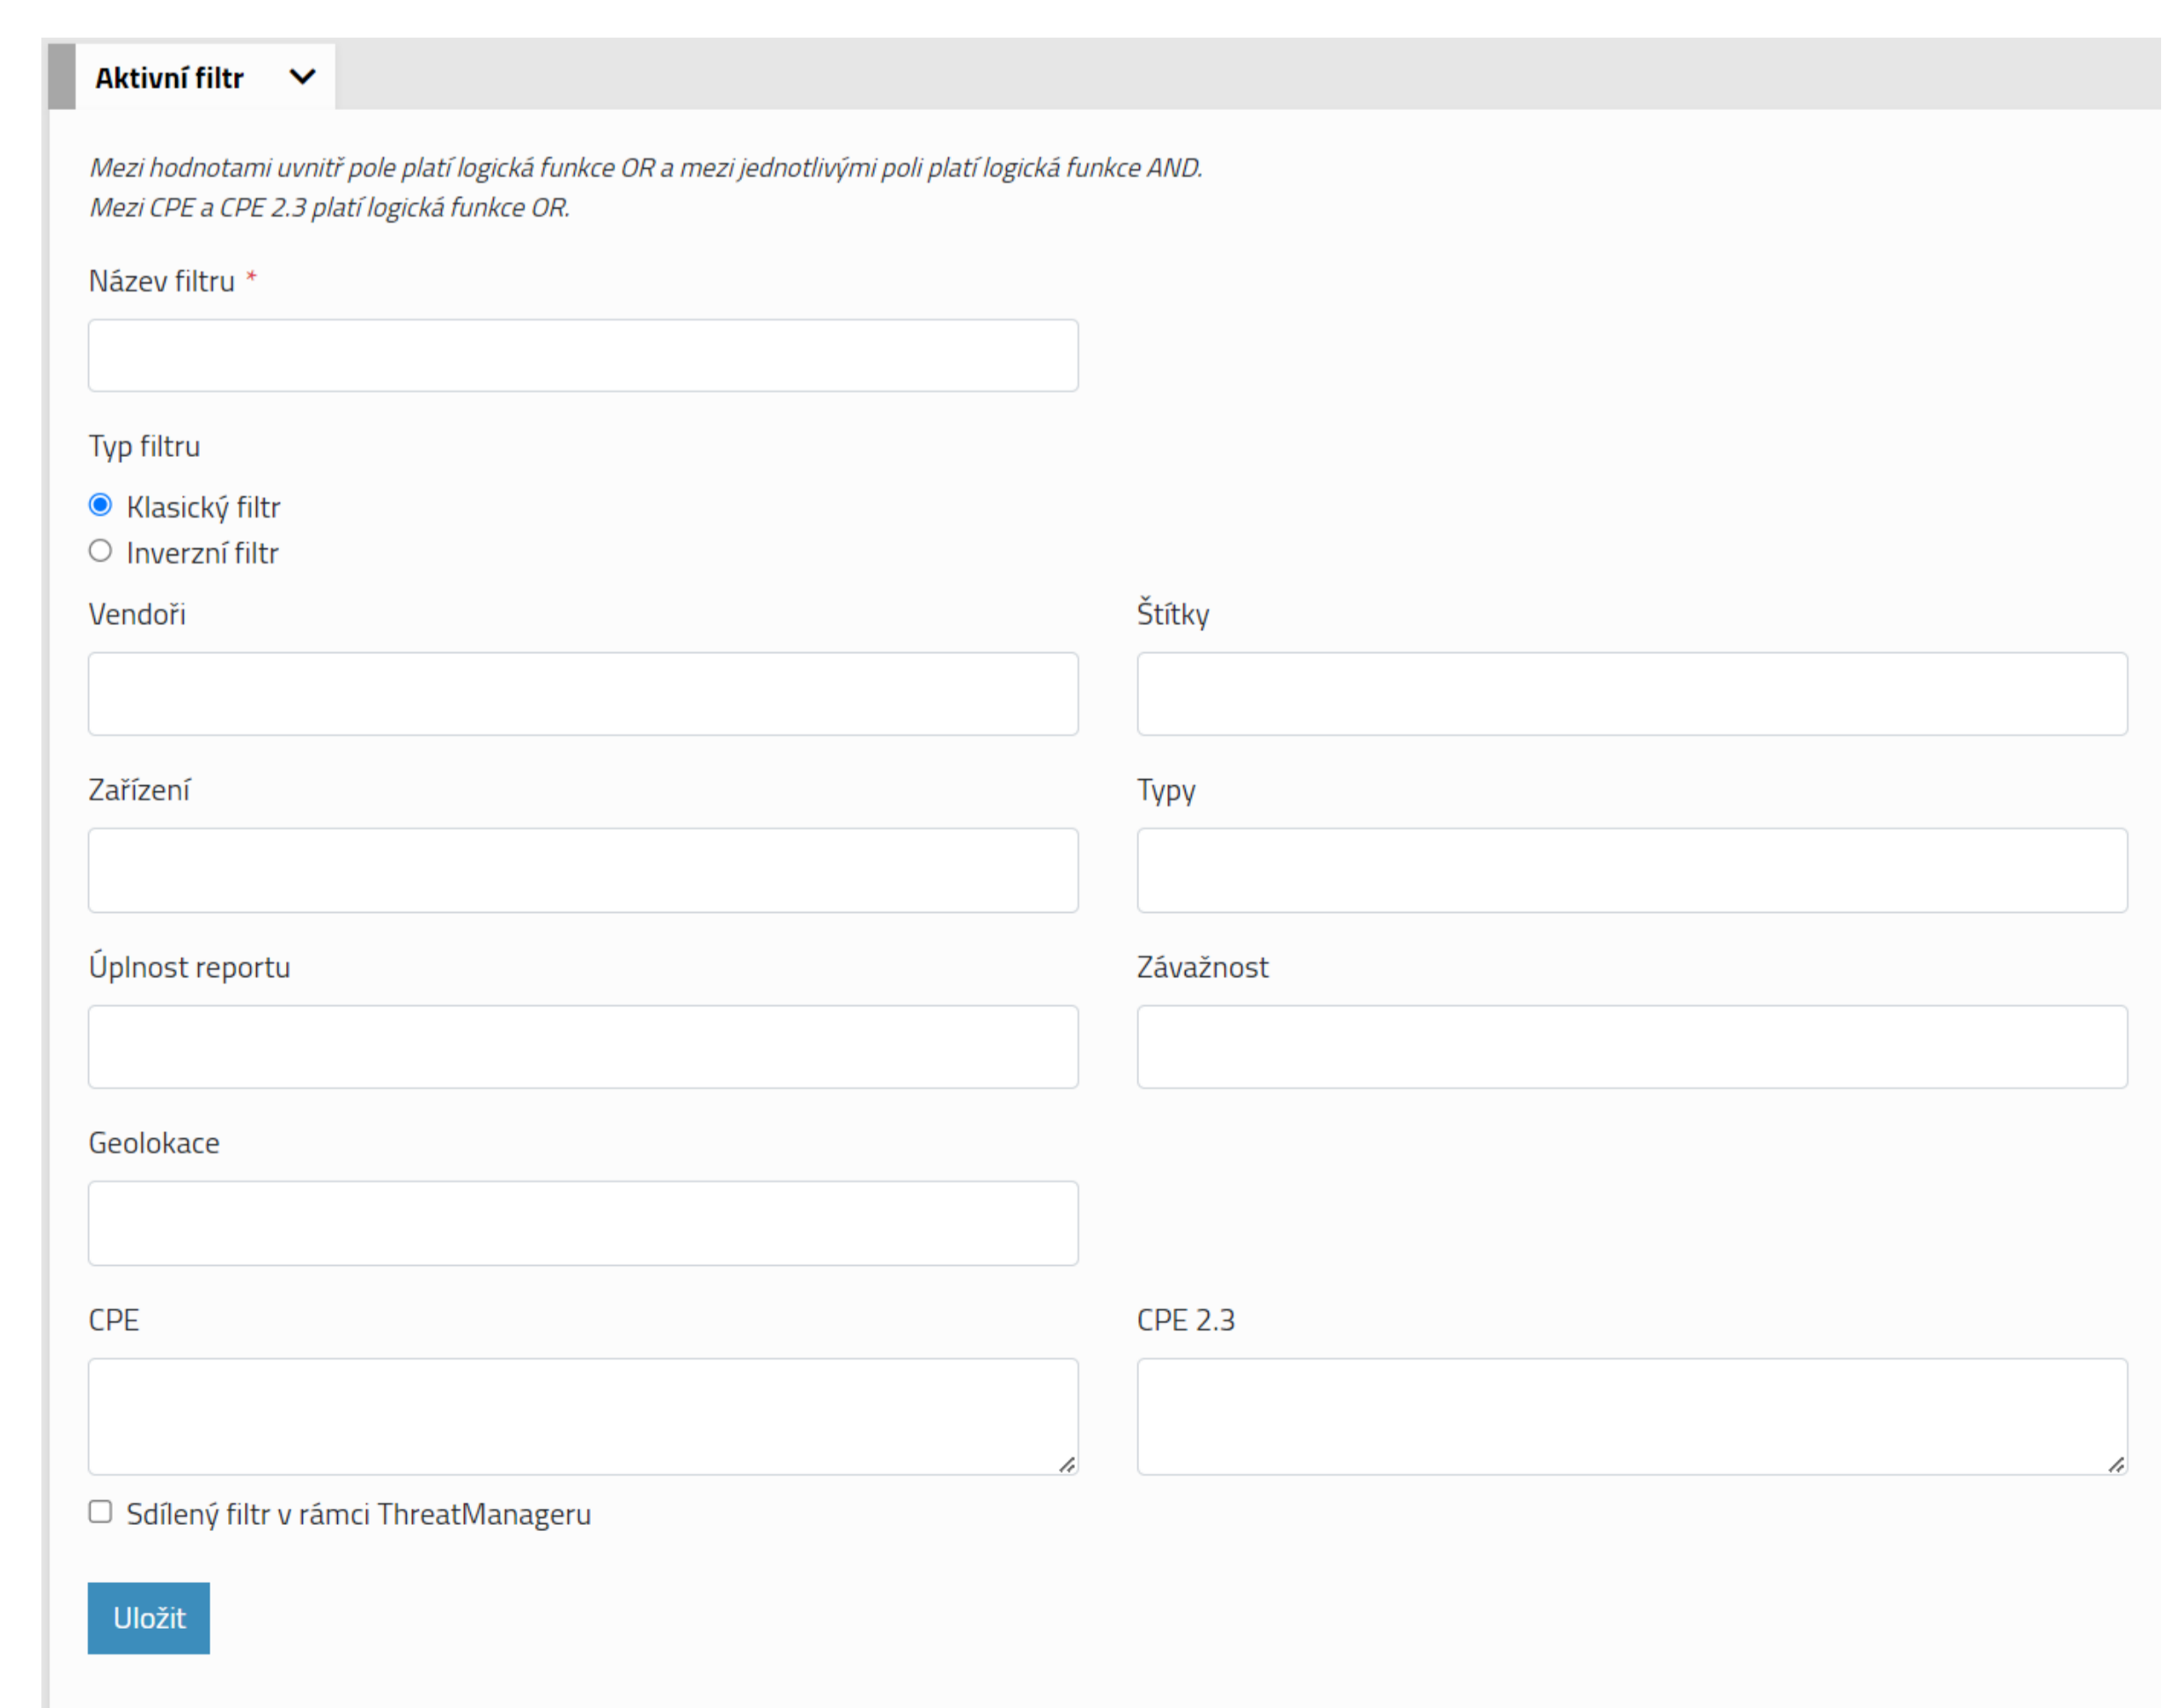 Aktivní filtr
Mezi hodnotami uvnitř pole platí logická funkce OR a mezi jednotlivými poli platí logická funkce AND.
Mezi CPE a CPE 2.3 platí logická funkce OR.
Název filtru *
Typ filtru
Klasický filtr
Inverzní filtr
Vendoři
Štítky
Zařízení
Typy
Úplnost reportu
Závažnost
Geolokace
CPE
CPE 2.3
Sdílený filtr v rámci ThreatManageru
Uložit